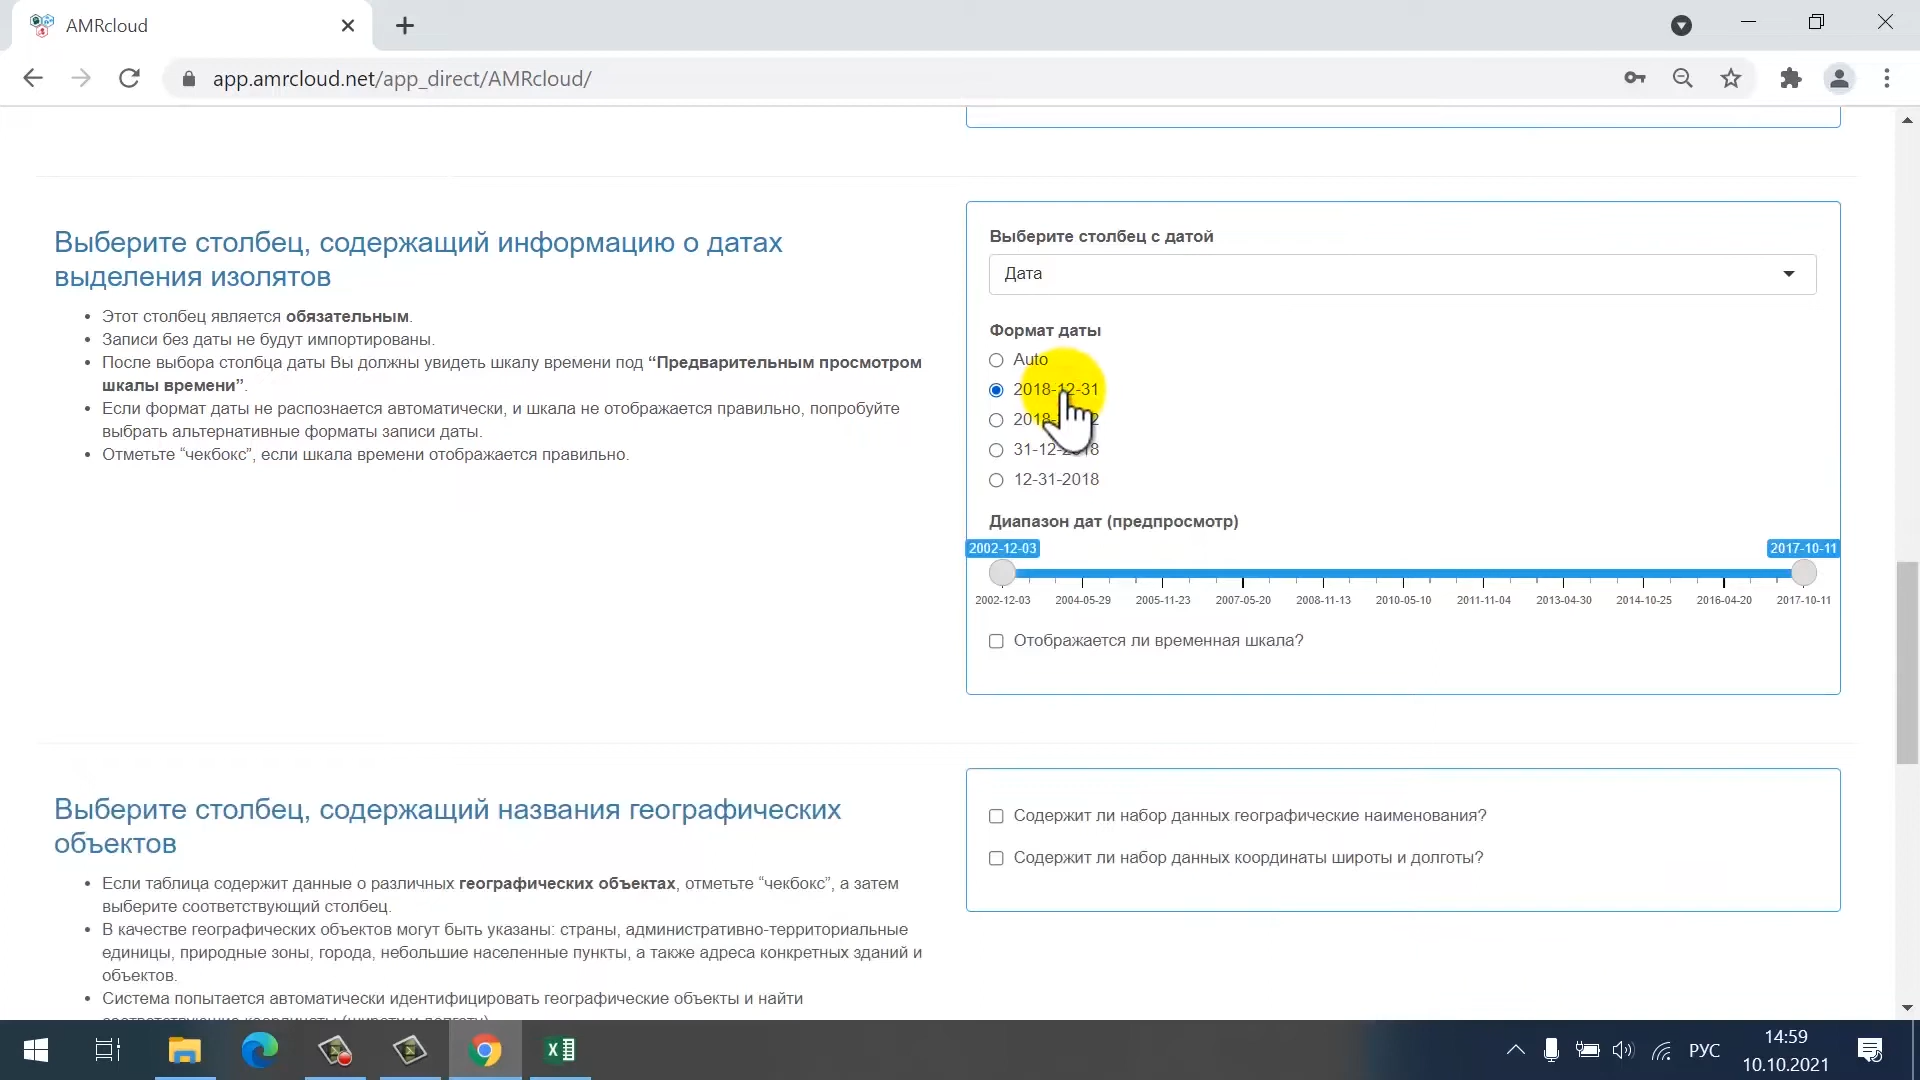 AMRcloud
app.amrcloud.net/app_direct/AMRcloud/
Выберите столбец, содержащий информацию о датах
выделения изолятов
Этот столбец является обязательным.
Записи без даты не будут импортированы.
После выбора столбца даты Вы должны увидеть шкалу времени под “Предварительным просмотром
шкалы времени”.
Если формат даты не распознается автоматически, и шкала не отображается правильно, попробуйте
выбрать альтернативные форматы записи даты.
Отметьте “чекбокс”, если шкала времени отображается правильно.
Выберите столбец с датой
Дата
Формат даты
Auto
2018-12-31
31-12-2018
12-31-2018
Диапазон дат (предпросмотр)
2002-12-03 2017-10-11
2002-12-03 2004-05-29 2005-11-23 2007-05-20 2008-11-13 2010-05-10 2011-11-04 2013-04-30 2014-10-25 2016-04-20 2017-10-11
Отображается ли временная шкала?
Выберите столбец, содержащий названия географических
объектов
Если таблица содержит данные о различных географических объектах, отметьте “чекбокс”, а затем
выберите соответствующий столбец.
В качестве географических объектов могут быть указаны: страны, административно-территориальные
единицы, природные зоны, города, небольшие населенные пункты, а также адреса конкретных зданий и
объектов.
Система попытается автоматически идентифицировать географические объекты и найти
Содержит ли набор данных географические наименования?
Содержит ли набор данных координаты широты и долготы?
РУС
14:59
10.10.2021